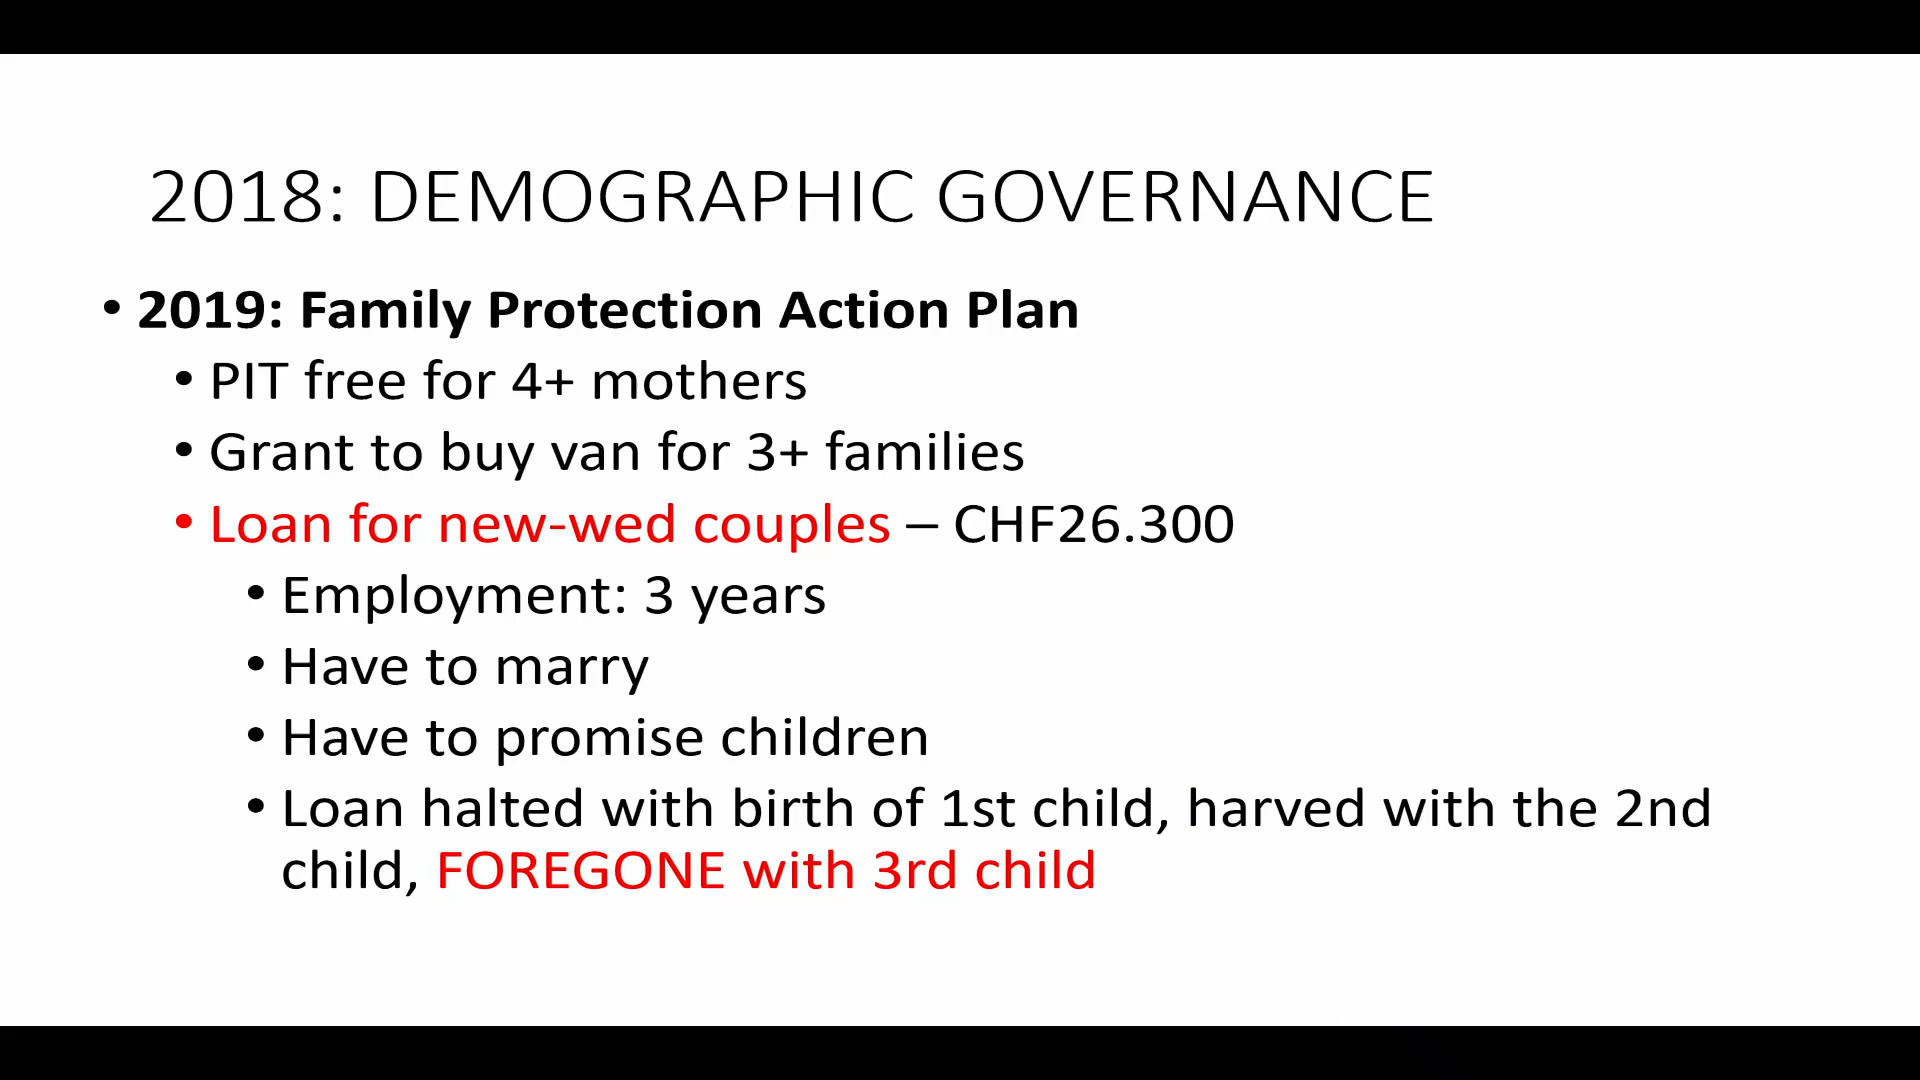 2018: DEMOGRAPHIC GOVERNANCE
• 2019: Family Protection Action Plan
• PIT free for 4+ mothers
• Grant to buy van for 3+ families
• Loan for new-wed couples – CHF26.300
• Employment: 3 years
• Have to marry
• Have to promise children
• Loan halted with birth of 1st child, harved with the 2nd
child, FOREGONE with 3rd child